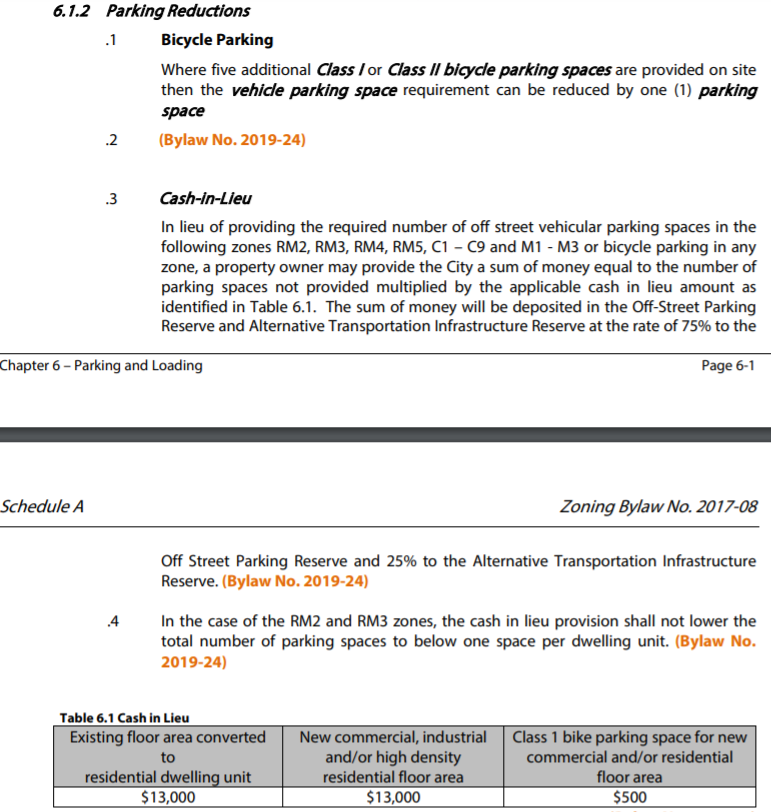 6.1.2 Parking Reductions
.1 Bicycle Parking
Where five additional Class I or Class II bicycle parking spaces are provided on site
then the vehicle parking space requirement can be reduced by one (1) parking
space
.2 (Bylaw No. 2019-24)
.3 Cash-in-Lieu
In lieu of providing the required number of off street vehicular parking spaces in the
following zones RM2, RM3, RM4, RM5, C1 – C9 and M1 - M3 or bicycle parking in any
zone, a property owner may provide the City a sum of money equal to the number of
parking spaces not provided multiplied by the applicable cash in lieu amount as
identified in Table 6.1. The sum of money will be deposited in the Off-Street Parking
Reserve and Alternative Transportation Infrastructure Reserve at the rate of 75% to the
Chapter 6 – Parking and Loading Page 6-1
Schedule A Zoning Bylaw No. 2017-08
Off Street Parking Reserve and 25% to the Alternative Transportation Infrastructure
Reserve. (Bylaw No. 2019-24)
.4 In the case of the RM2 and RM3 zones, the cash in lieu provision shall not lower the
total number of parking spaces to below one space per dwelling unit. (Bylaw No.
2019-24)
Table 6.1 Cash in Lieu
Existing floor area converted New commercial, industrial Class 1 bike parking space for new
to and/or high density commercial and/or residential
residential dwelling unit residential floor area floor area
$13,000 $13,000 $500